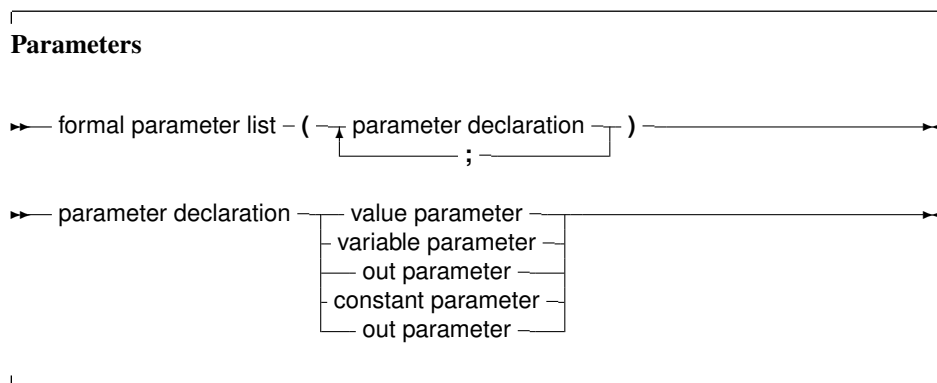 Parameters
formal parameter list ( parameter declaration )
;
parameter declaration value parameter
variable parameter
out parameter
constant parameter
out parameter